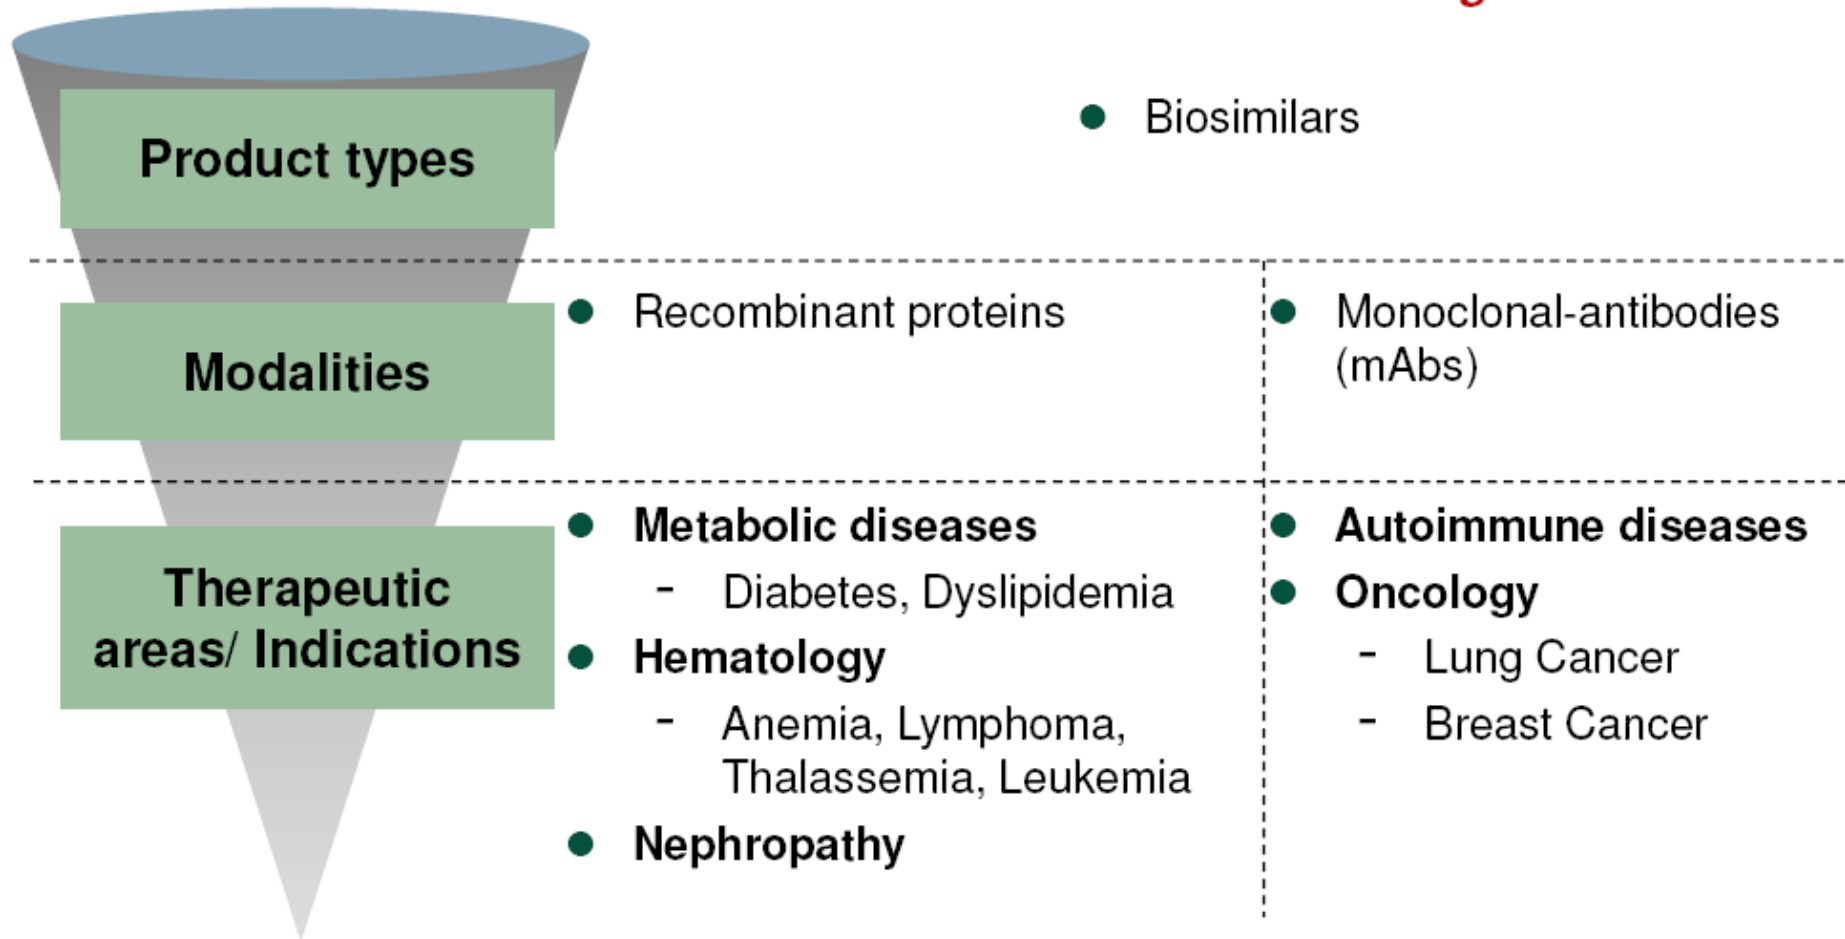 Product types
● Biosimilars
Modalities
● Recombinant proteins
● Monoclonal-antibodies
(mAbs)
Therapeutic
areas/ Indications
● Metabolic diseases
- Diabetes, Dyslipidemia
● Hematology
- Anemia, Lymphoma,
Thalassemia, Leukemia
● Nephropathy
● Autoimmune diseases
● Oncology
- Lung Cancer
- Breast Cancer